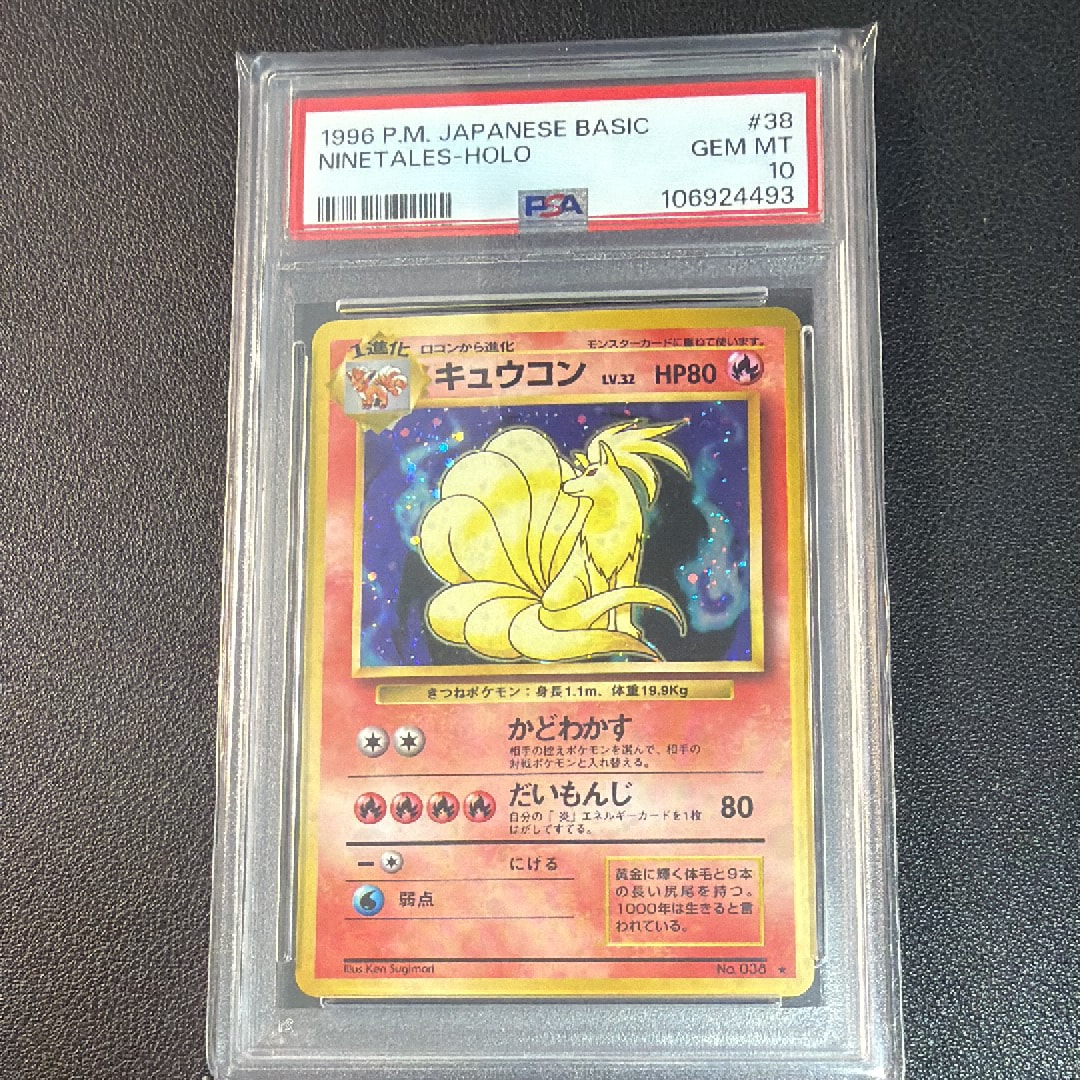 1996 P.M. JAPANESE BASIC #38
NINETALES-HOLO GEM MT
10
PSA 106924493
1進化 ロコンから進化 モンスターカードに重ねて使います。
キュウコン LV.32 HP80
きつねポケモン：身長1.1m、体重19.9Kg
かどわかす
相手の控えポケモンを選んで、相手の
対戦ポケモンと入れ替える。
だいもんじ 80
自分の「炎」エネルギーカードを1枚
はがしてすてる。
− にげる
弱点
黄金に輝く体毛と9本
の長い尻尾を持つ。
1000年は生きると言
われている。
Illus Ken Sugimori No. 038 ★